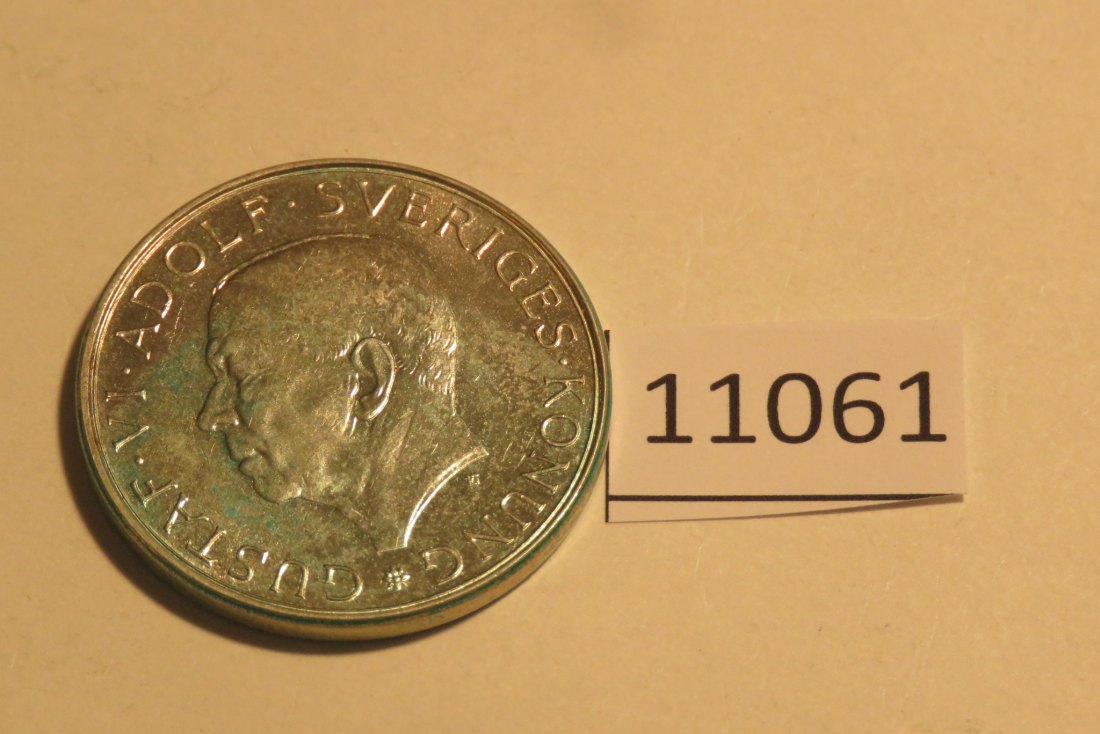 GUSTAF · VI · ADOLF · SVERIGES · KONUNG
11061